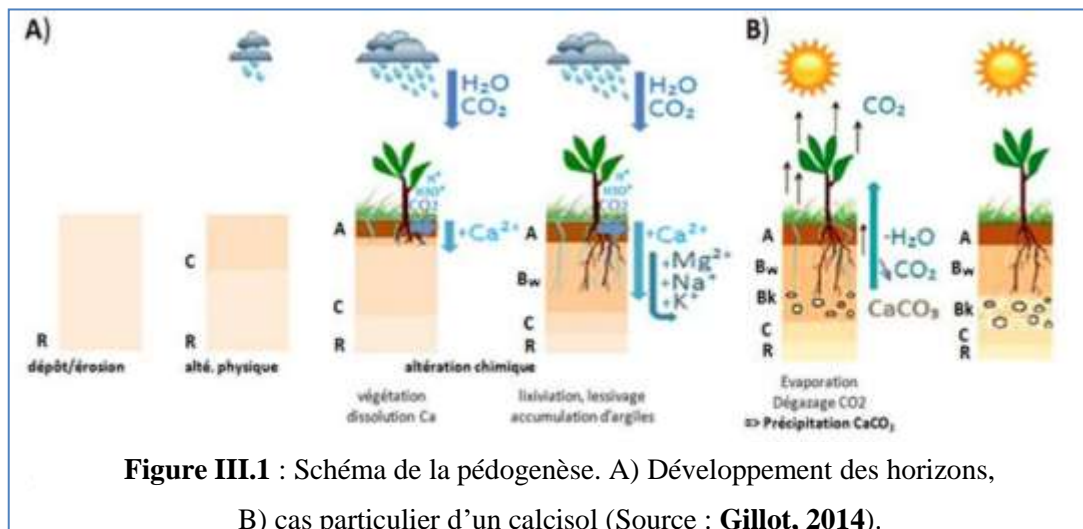 A)
H₂O
CO₂
H₂O
CO₂
H⁺
CO2
H⁺
CO2
A
+Ca²⁺
A
+Ca²⁺
+Mg²⁺
+Na⁺
+K⁺
C
Bw
C
C
R
R
R
R
dépôt/érosion
alté. physique
altération chimique
végétation
dissolution Ca
lixiviation, lessivage
accumulation d'argiles
B)
CO₂
A
-H₂O
A
Bw
CO₂
Bw
Bk
CaCO₃
Bk
C
C
R
R
Evaporation
Dégazage CO2
⇨ Précipitation CaCO₃
Figure III.1 : Schéma de la pédogenèse. A) Développement des horizons,
B) cas particulier d’un calcisol (Source : Gillot, 2014).